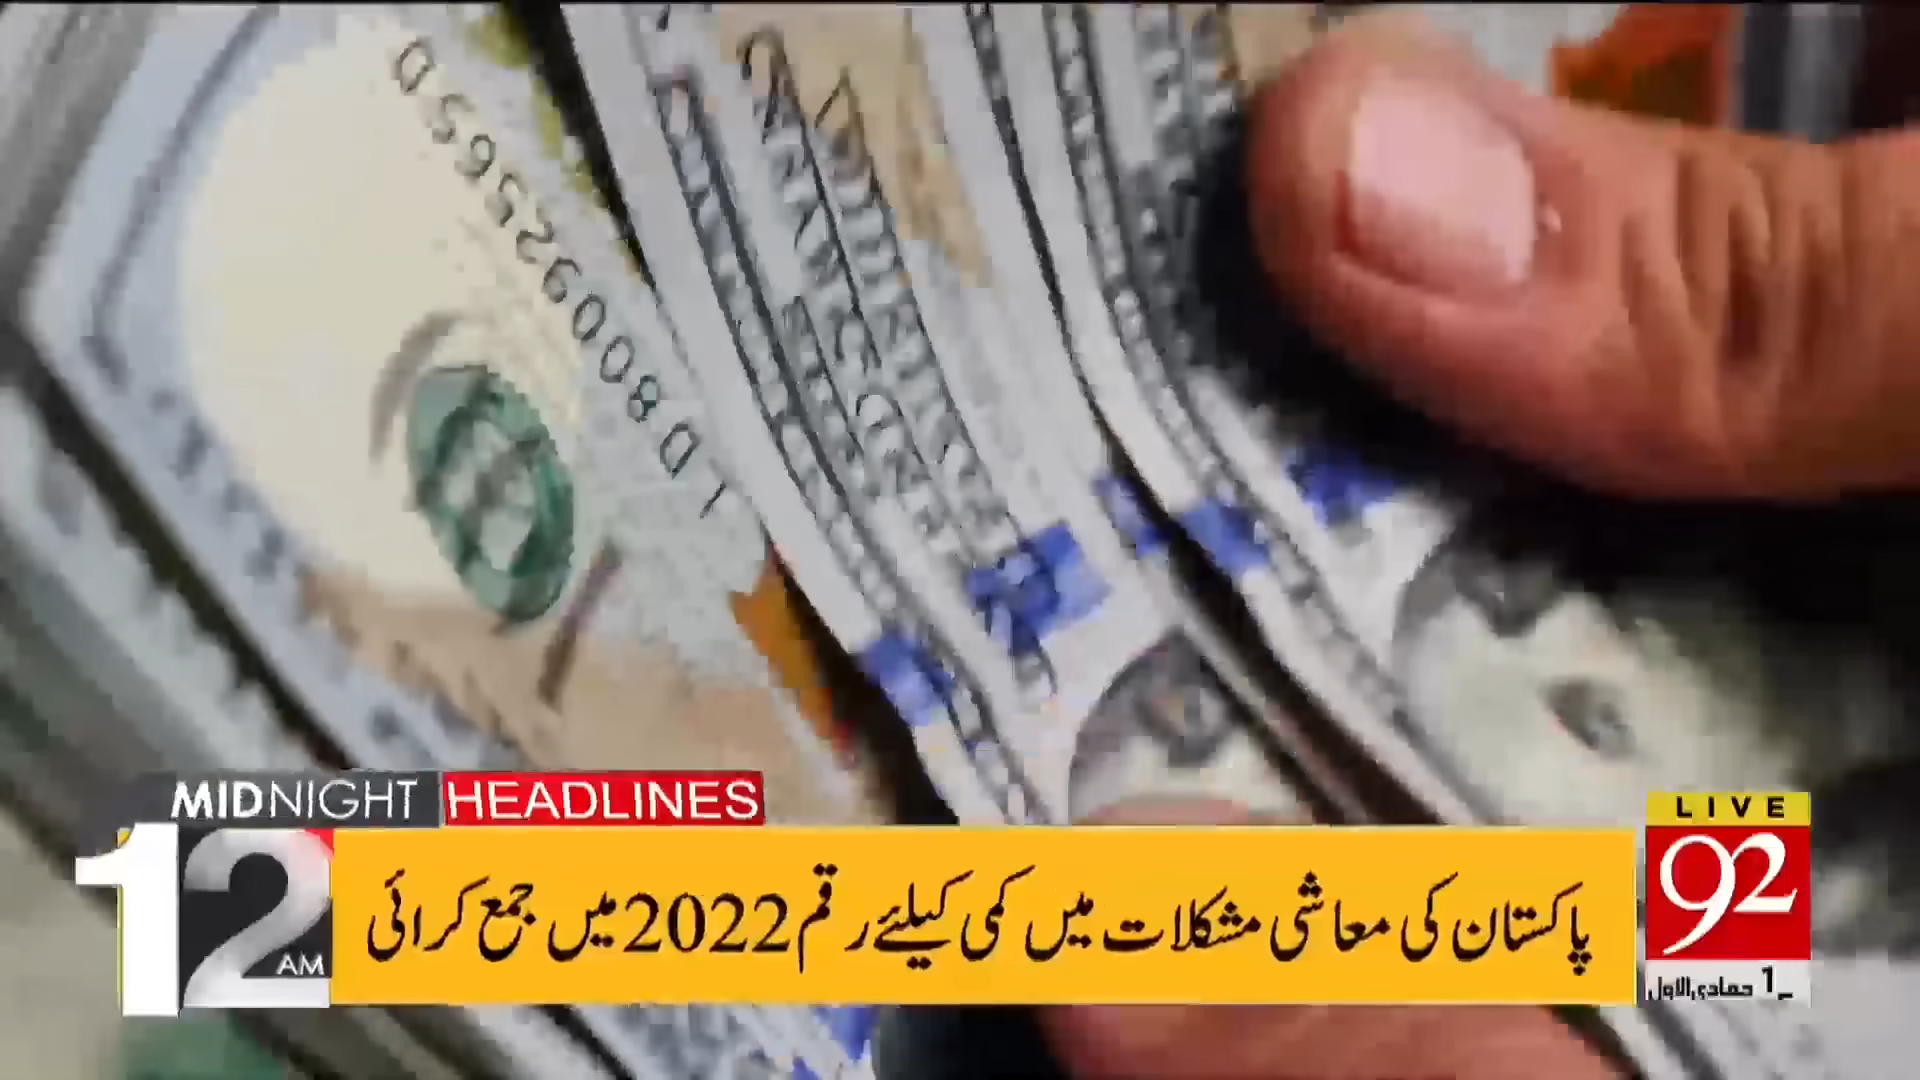 LD80092565D
MIDNIGHT HEADLINES
12 AM
پاکستان کی معاشی مشکلات میں کمی کیلئے رقم 2022 میں جمع کرائی
LIVE
92
1 جمادی الاول